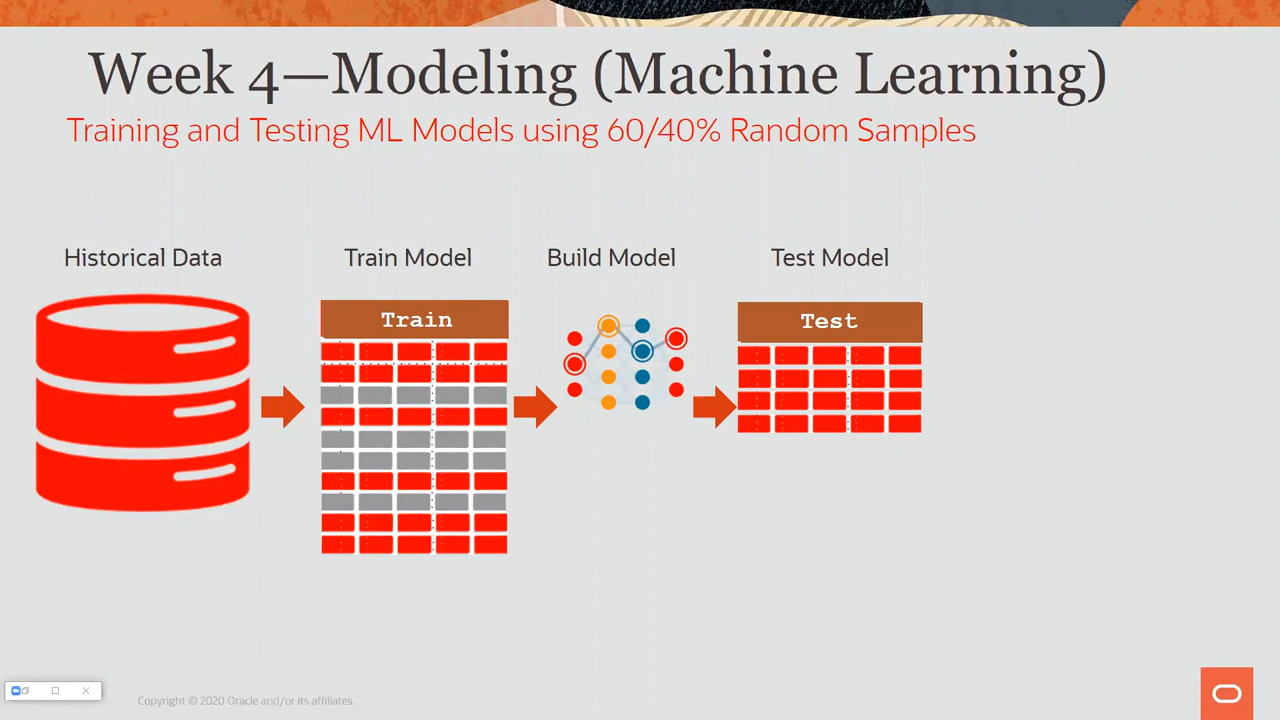 Week 4—Modeling (Machine Learning)
Training and Testing ML Models using 60/40% Random Samples
Historical Data
Train Model
Build Model
Test Model
Train
Test
Copyright © 2020 Oracle and/or its affiliates.